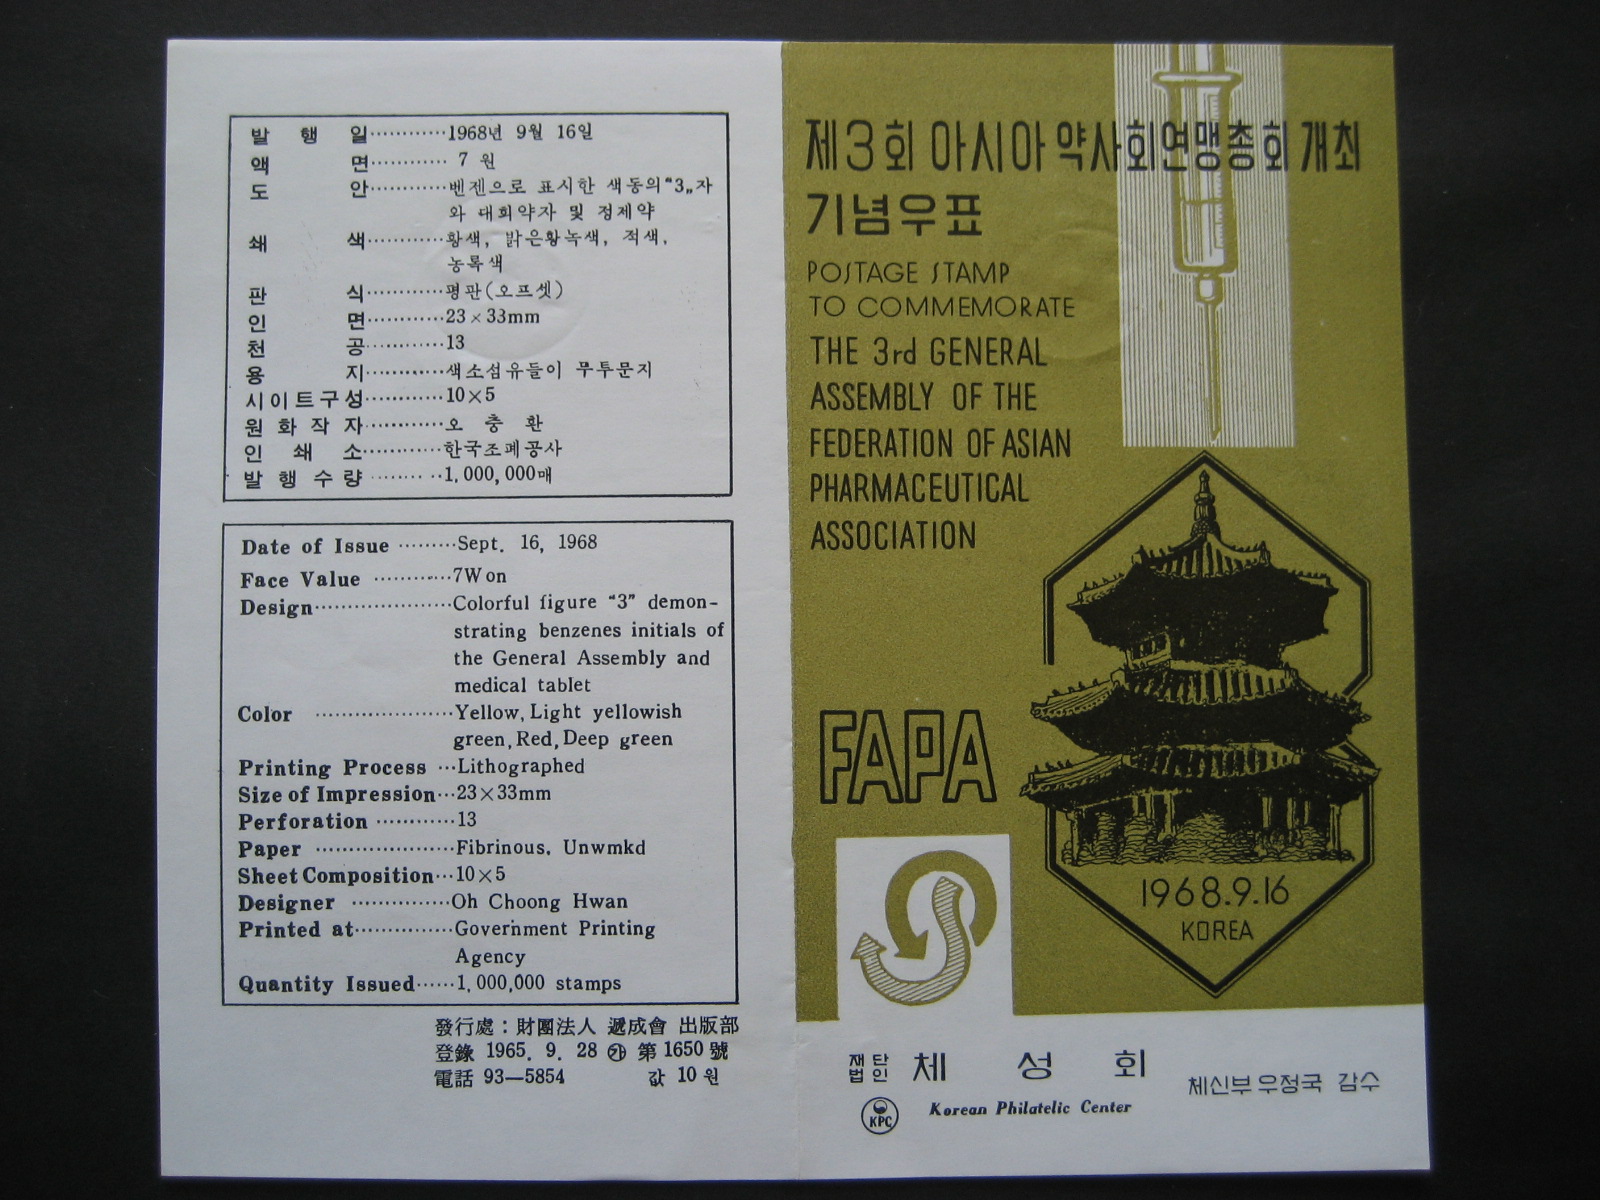 발행일…………1968년 9월 16일
액면………… 7 원
도안…………벤젠으로 표시한 색동의 "3„자
와 대회약자 및 정제약
쇄색…………황색, 밝은황녹색, 적색,
농록색
판식…………평판(오프셋)
인면…………23×33mm
천공…………13
용지…………색소섬유들이 무투문지
시이트구성…………10×5
원화작자…………오충환
인쇄소…………한국조폐공사
발행수량…………1,000,000매
Date of Issue ………Sept. 16, 1968
Face Value …………7Won
Design…………………Colorful figure "3" demon-
strating benzenes initials of
the General Assembly and
medical tablet
Color …………………Yellow, Light yellowish
green, Red, Deep green
Printing Process …Lithographed
Size of Impression…23×33mm
Perforation …………13
Paper …………………Fibrinous. Unwmkd
Sheet Composition…10×5
Designer ……………Oh Choong Hwan
Printed at……………Government Printing
Agency
Quantity Issued……1,000,000 stamps
發行處：財團法人 遞成會 出版部
登錄 1965. 9. 28 ㉮ 第 1650 號
電話 93—5854 값 10 원
제3회 아시아 약사회연맹총회 개최
기념우표
POSTAGE STAMP
TO COMMEMORATE
THE 3rd GENERAL
ASSEMBLY OF THE
FEDERATION OF ASIAN
PHARMACEUTICAL
ASSOCIATION
FAPA
1968.9.16
KOREA
재단법인 체성회
체신부 우정국 감수
KPC
Korean Philatelic Center